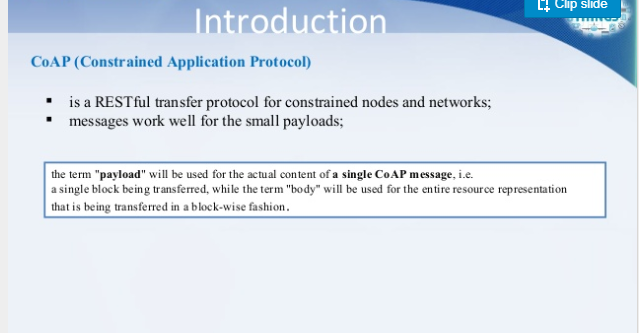 Clip slide
Introduction
CoAP (Constrained Application Protocol)
▪ is a RESTful transfer protocol for constrained nodes and networks;
▪ messages work well for the small payloads;
the term "payload" will be used for the actual content of a single CoAP message, i.e.
a single block being transferred, while the term "body" will be used for the entire resource representation
that is being transferred in a block-wise fashion.